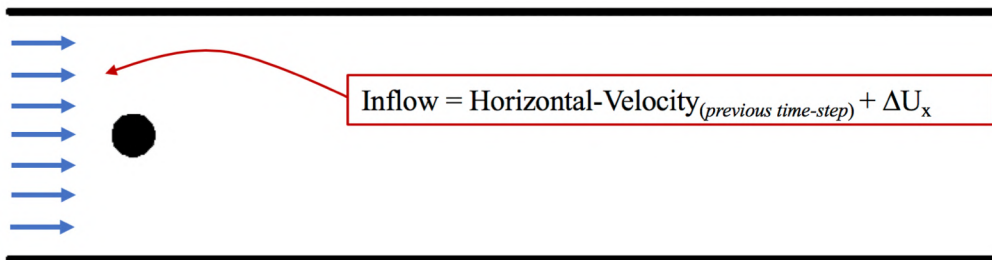 Inflow = Horizontal-Velocity(previous time-step) + ΔUx